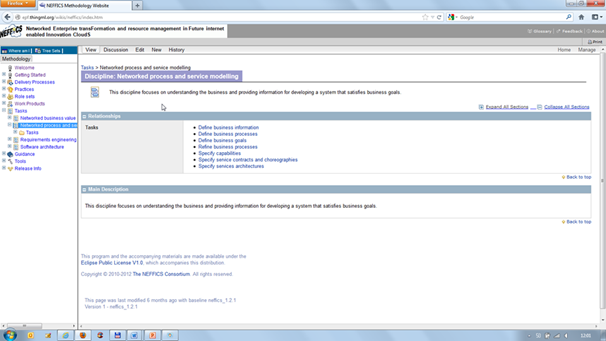 Firefox
NEFFICS Methodology Website
epf.thingml.org/wiki/neffics/index.htm
Google
NEFFICS
Networked Enterprise transFormation and resource management in Future internet
enabled Innovation CloudS
Glossary
Feedback
About
Print
Where am I
Tree Sets
Methodology
View
Discussion
Edit
New
History
Home
Manage
Welcome
Getting Started
Delivery Processes
Practices
Role sets
Work Products
Tasks
Networked business value
Networked process and se
Tasks
Requirements engineering
Software architecture
Guidance
Tools
Release Info
Tasks > Networked process and service modelling
Discipline: Networked process and service modelling
This discipline focuses on understanding the business and providing information for developing a system that satisfies business goals.
Expand All Sections
Collapse All Sections
Relationships
Tasks
Define business information
Define business processes
Define business goals
Refine business processes
Specify capabilities
Specify service contracts and choreographies
Specify services architectures
Back to top
Main Description
This discipline focuses on understanding the business and providing information for developing a system that satisfies business goals.
Back to top
This program and the accompanying materials are made available under the
Eclipse Public License V1.0, which accompanies this distribution.
Copyright © 2010-2012 The NEFFICS Consortium. All rights reserved.
This page was last modified 6 months ago with baseline neffics_1.2.1
Version 1 - neffics_1.2.1